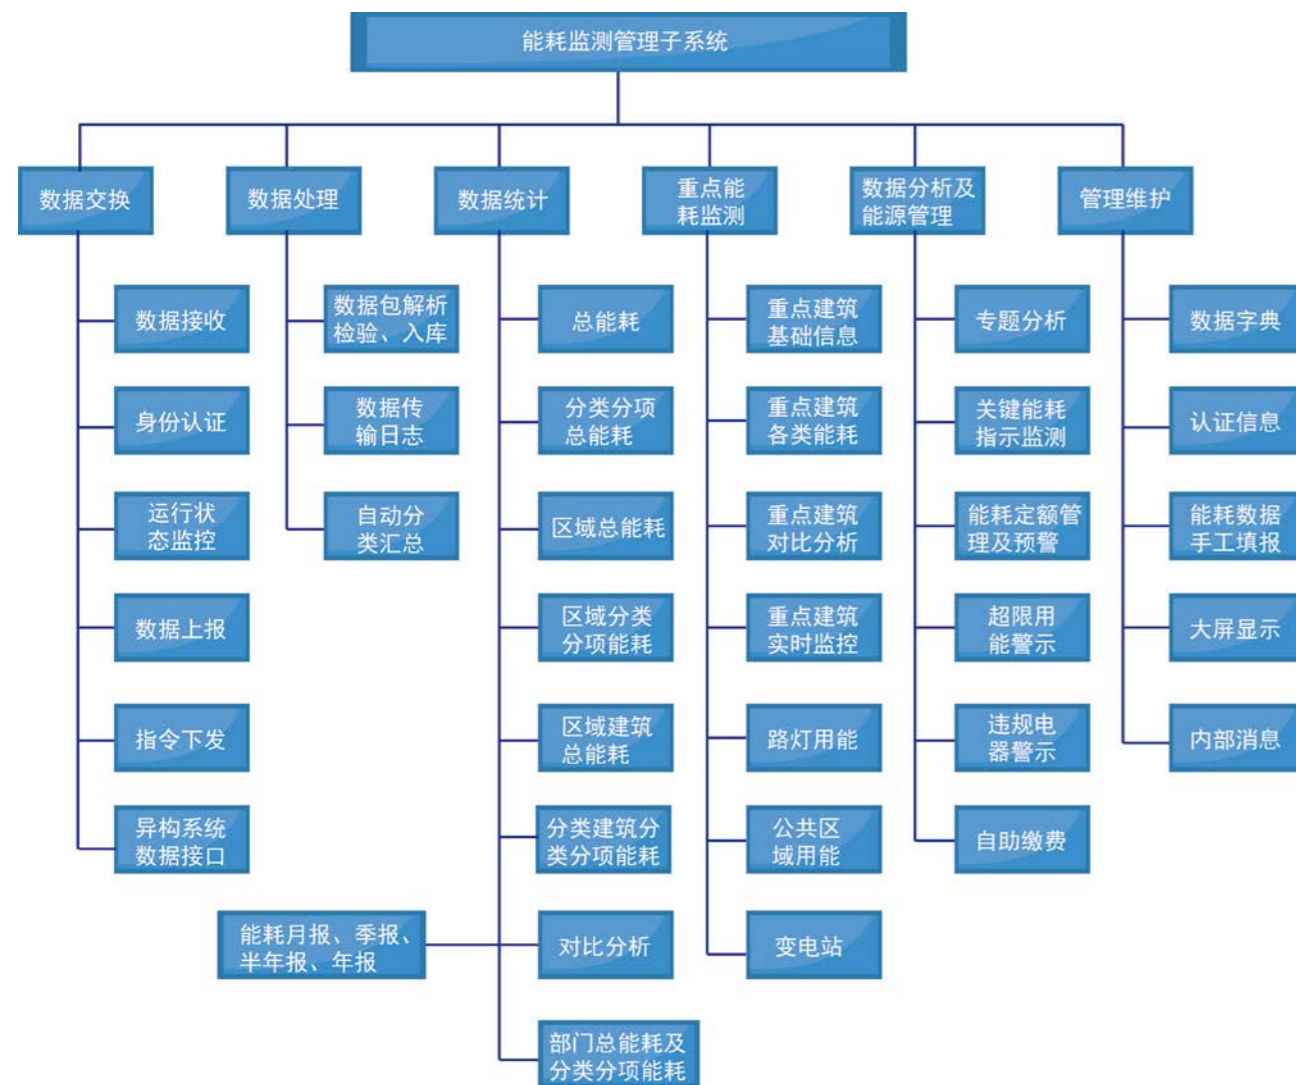 能耗监测管理子系统
数据交换
数据处理
数据统计
重点能
耗监测
数据分析及
能源管理
管理维护
数据接收
身份认证
运行状
态监控
数据上报
指令下发
异构系统
数据接口
数据包解析
检验、入库
数据传
输日志
自动分
类汇总
总能耗
分类分项
总能耗
区域总能耗
区域分类
分项能耗
区域建筑
总能耗
分类建筑分
类分项能耗
能耗月报、季报、
半年报、年报
对比分析
部门总能耗及
分类分项能耗
重点建筑
基础信息
重点建筑
各类能耗
重点建筑
对比分析
重点建筑
实时监控
路灯用能
公共区
域用能
变电站
专题分析
关键能耗
指示监测
能耗定额管
理及预警
超限用
能警示
违规电
器警示
自助缴费
数据字典
认证信息
能耗数据
手工填报
大屏显示
内部消息